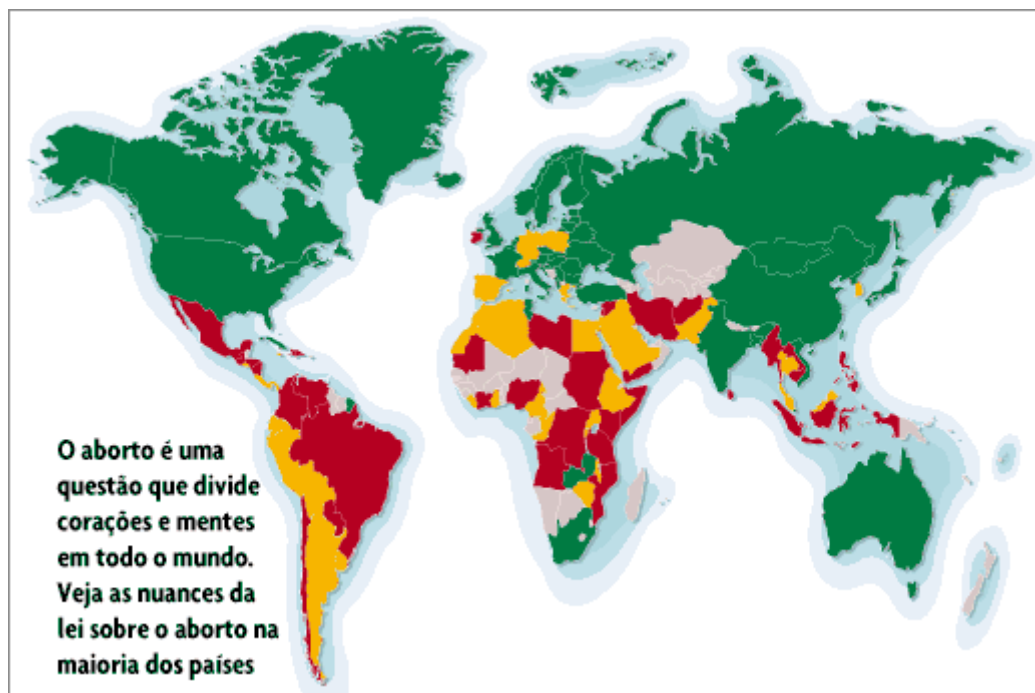 O aborto é uma
questão que divide
corações e mentes
em todo o mundo.
Veja as nuances da
lei sobre o aborto na
maioria dos países